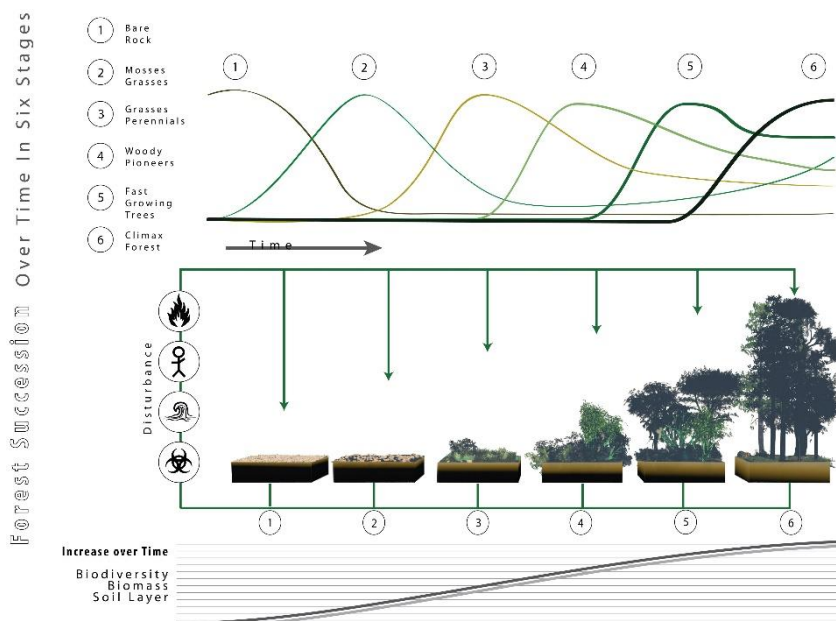 Forest Succession Over Time In Six Stages
1 Bare
Rock
2 Mosses
Grasses
3 Grasses
Perennials
4 Woody
Pioneers
5 Fast
Growing
Trees
6 Climax
Forest
1 2 3 4 5 6
Time
Disturbance
1 2 3 4 5 6
Increase over Time
Biodiversity
Biomass
Soil Layer